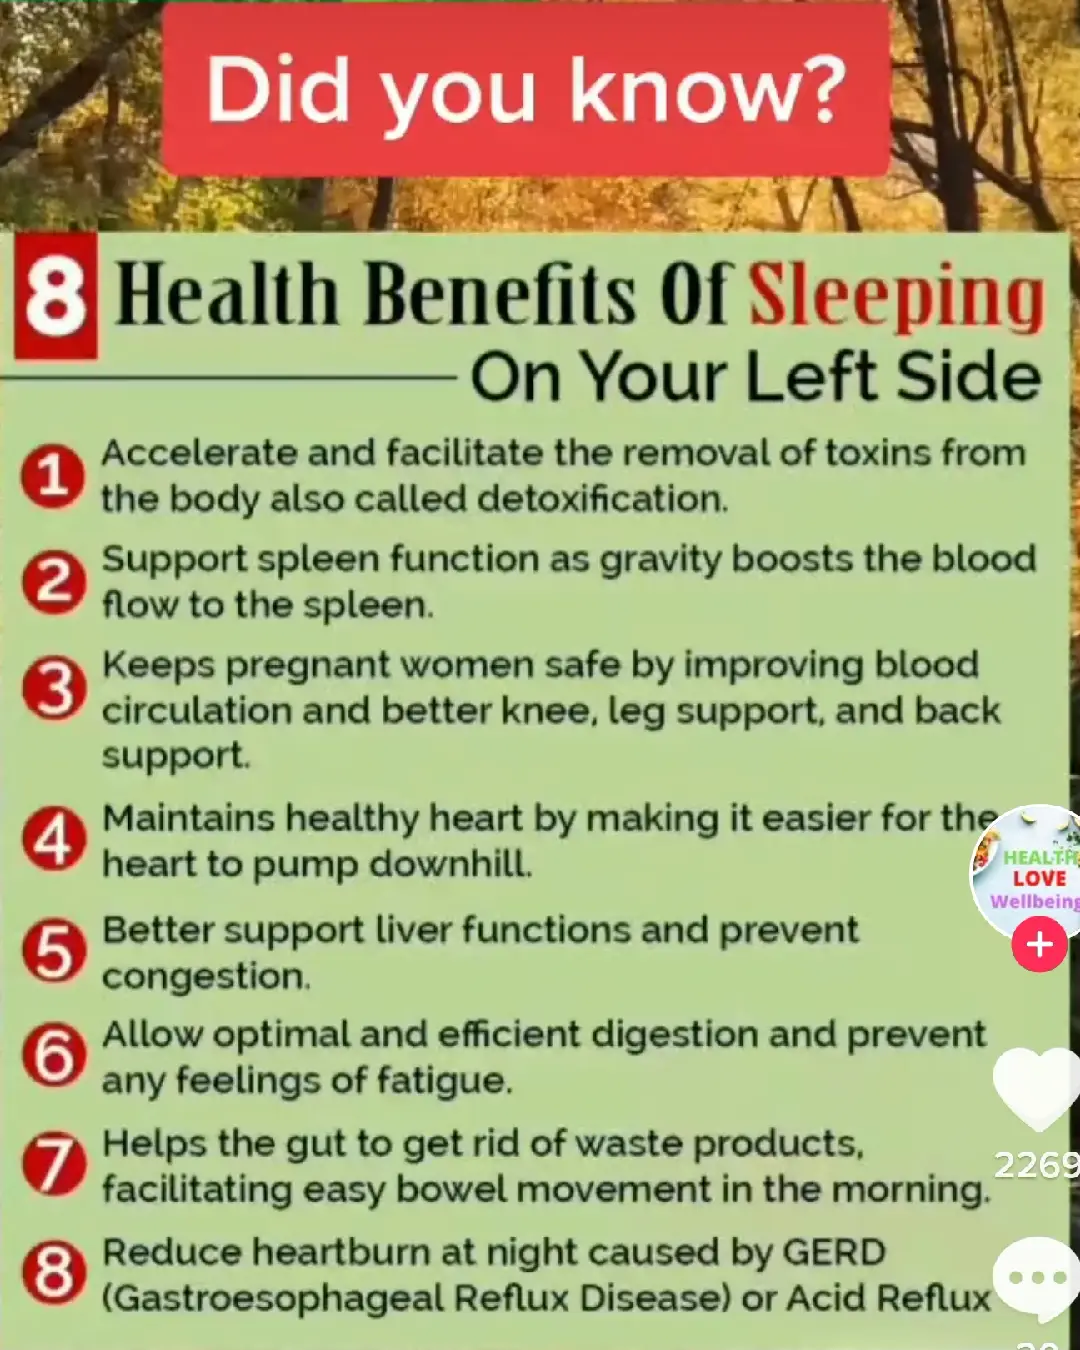 Did you know?
8 Health Benefits Of Sleeping
On Your Left Side
1 Accelerate and facilitate the removal of toxins from
the body also called detoxification.
2 Support spleen function as gravity boosts the blood
flow to the spleen.
3 Keeps pregnant women safe by improving blood
circulation and better knee, leg support, and back
support.
4 Maintains healthy heart by making it easier for the
heart to pump downhill.
HEALTH
LOVE
Wellbeing
5 Better support liver functions and prevent
congestion.
6 Allow optimal and efficient digestion and prevent
any feelings of fatigue.
7 Helps the gut to get rid of waste products,
facilitating easy bowel movement in the morning.
2269
8 Reduce heartburn at night caused by GERD
(Gastroesophageal Reflux Disease) or Acid Reflux